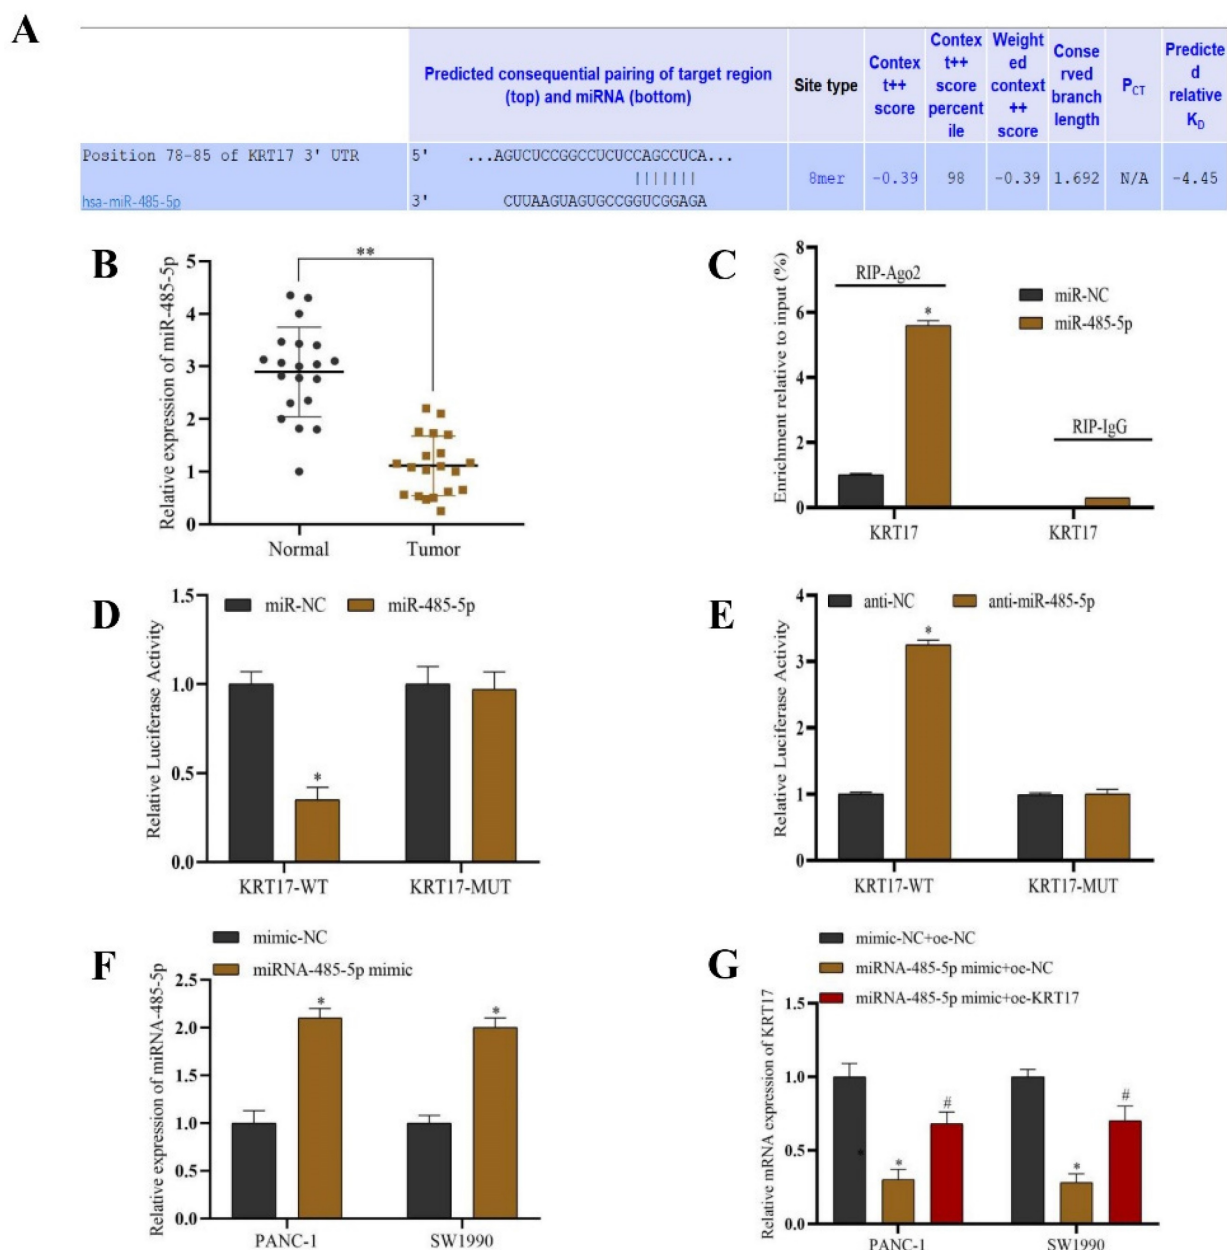 A
Predicted consequential pairing of target region
(top) and miRNA (bottom)
Site type
Contex
t++
score
Contex
t++
score
percent
ile
Weight
ed
context
++
score
Conse
rved
branch
length
PCT
Predicte
d
relative
KD
Position 78-85 of KRT17 3' UTR
5' ...AGUCUCCGGCCUCUCCAGCCUCA...
|||||||
hsa-miR-485-5p
3' CUUAAGUAGUGCCGGUCGGAGA
8mer
-0.39
98
-0.39
1.692
N/A
-4.45
B
Relative expression of miR-485-5p
5
4
3
2
1
0
**
Normal
Tumor
C
Enrichment relative to input (%)
8
6
4
2
0
RIP-Ago2
*
miR-NC
miR-485-5p
RIP-IgG
KRT17
KRT17
D
miR-NC
miR-485-5p
Relative Luciferase Activity
1.5
1.0
0.5
0.0
*
KRT17-WT
KRT17-MUT
E
anti-NC
anti-miR-485-5p
Relative Luciferase Activity
4
3
2
1
0
*
KRT17-WT
KRT17-MUT
F
mimic-NC
miRNA-485-5p mimic
Relative expression of miRNA-485-5p
2.5
2.0
1.5
1.0
0.5
0.0
*
*
PANC-1
SW1990
G
mimic-NC+oe-NC
miRNA-485-5p mimic+oe-NC
miRNA-485-5p mimic+oe-KRT17
Relative mRNA expression of KRT17
1.5
1.0
0.5
0.0
*
*
#
*
#
PANC-1
SW1990